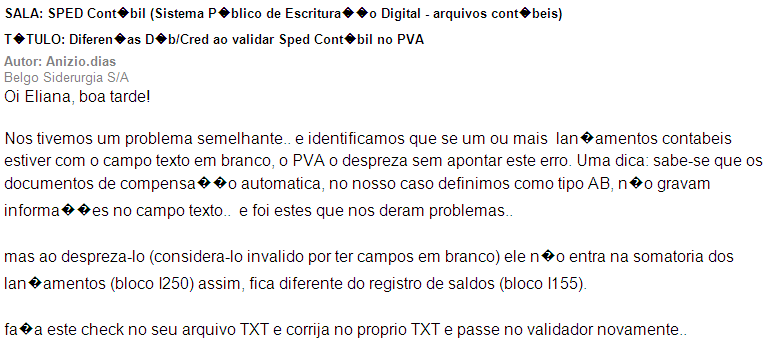 SALA: SPED Cont�bil (Sistema P�blico de Escritura��o Digital - arquivos cont�beis)
T�TULO: Diferen�as D�b/Cred ao validar Sped Cont�bil no PVA
Autor: Anizio.dias
Belgo Siderurgia S/A
Oi Eliana, boa tarde!
Nos tivemos um problema semelhante.. e identificamos que se um ou mais lan�amentos contabeis
estiver com o campo texto em branco, o PVA o despreza sem apontar este erro. Uma dica: sabe-se que os
documentos de compensa��o automatica, no nosso caso definimos como tipo AB, n�o gravam
informa��es no campo texto.. e foi estes que nos deram problemas..
mas ao despreza-lo (considera-lo invalido por ter campos em branco) ele n�o entra na somatoria dos
lan�amentos (bloco I250) assim, fica diferente do registro de saldos (bloco I155).
fa�a este check no seu arquivo TXT e corrija no proprio TXT e passe no validador novamente..